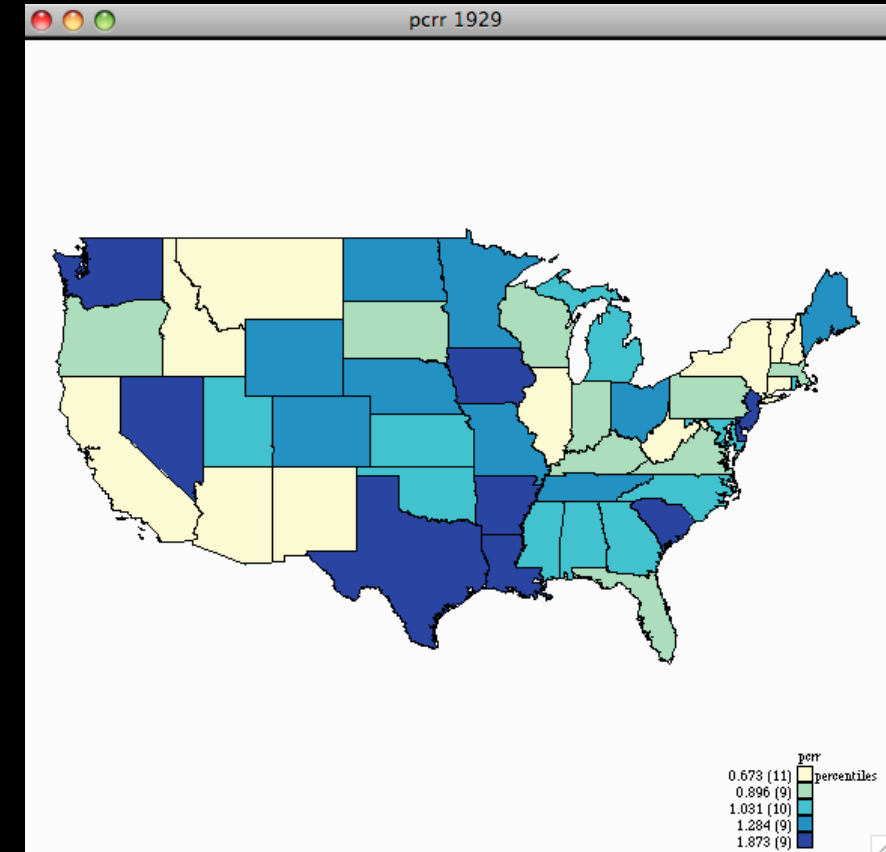 pcrr 1929
pcrr
0.673 (11) percentiles
0.896 (9)
1.031 (10)
1.284 (9)
1.873 (9)